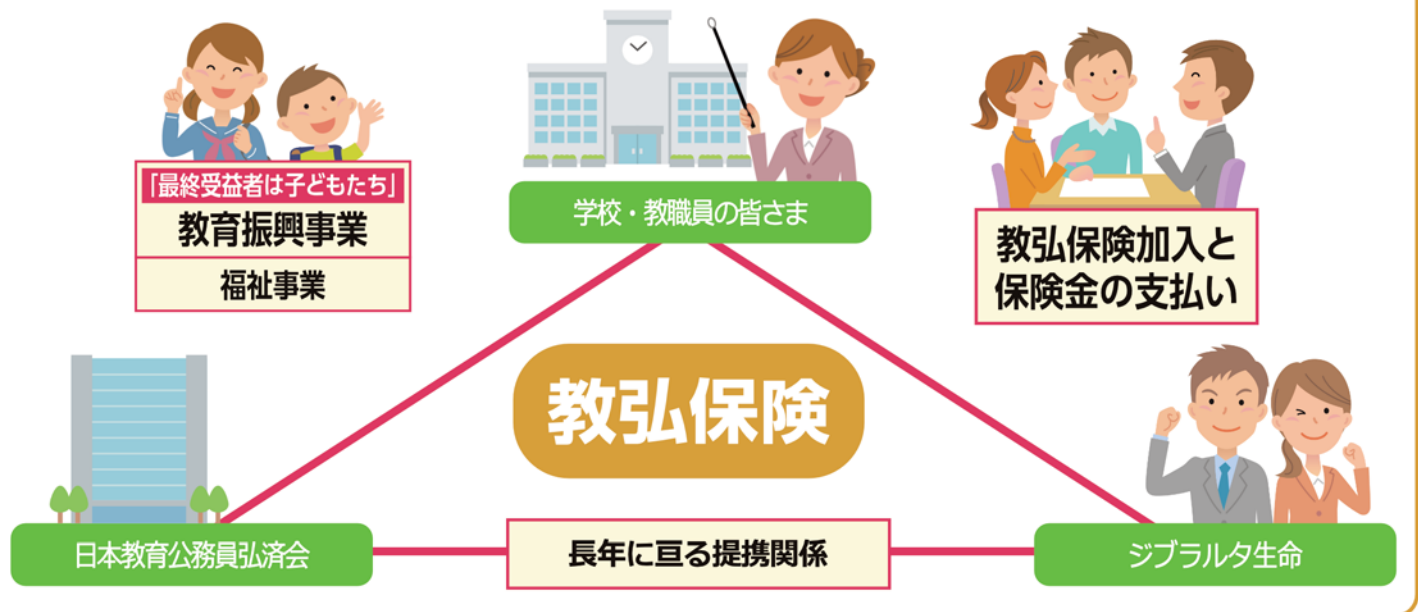 「最終受益者は子どもたち」
教育振興事業
福祉事業
学校・教職員の皆さま
教弘保険加入と
保険金の支払い
教弘保険
日本教育公務員弘済会
長年に亘る提携関係
ジブラルタ生命